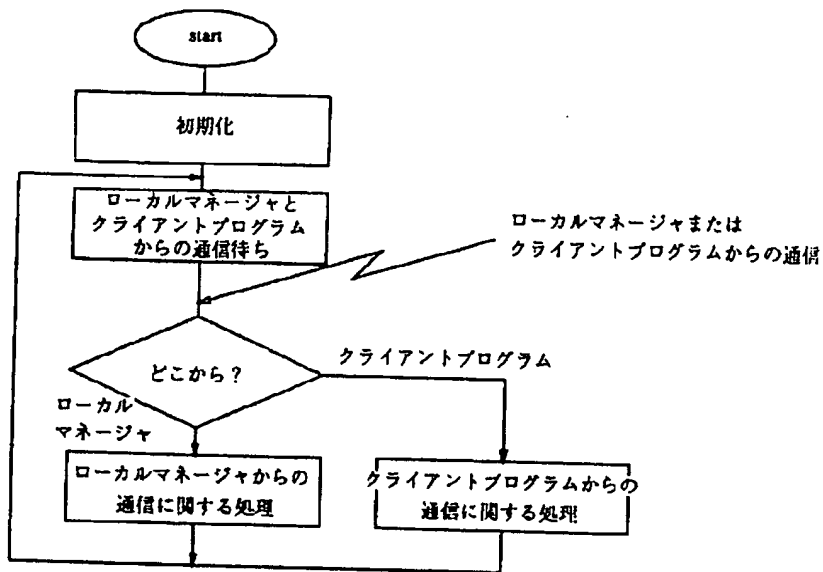 start
初期化
ローカルマネージャと
クライアントプログラム
からの通信待ち
ローカルマネージャまたは
クライアントプログラムからの通信
どこから?
クライアントプログラム
ローカル
マネージャ
ローカルマネージャからの
通信に関する処理
クライアントプログラムからの
通信に関する処理